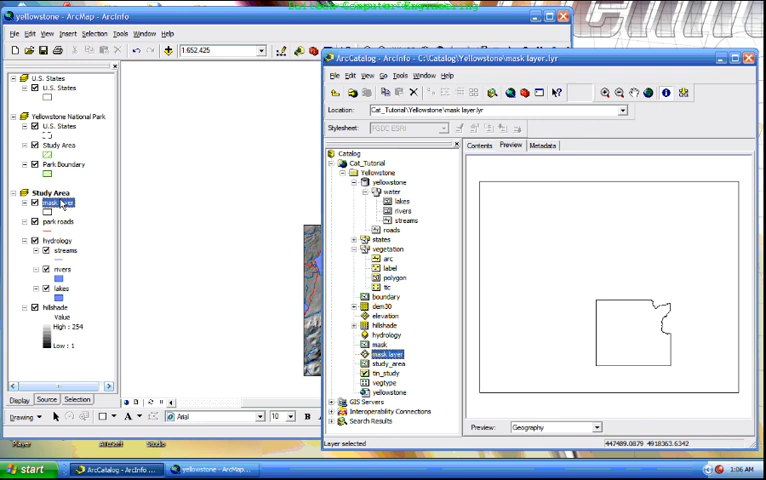 yellowstone - ArcMap - ArcInfo
File Edit View Insert Selection Tools Window Help
1:652,425
U.S. States
U.S. States
Yellowstone National Park
U.S. States
Study Area
Park Boundary
Study Area
mask layer
park roads
hydrology
streams
rivers
lakes
hillshade
Value
High : 254
Low : 1
Display Source Selection
Drawing
Arial
10
B
ArcCatalog - ArcInfo - C:\Catalog\Yellowstone\mask layer.lyr
File Edit View Go Tools Window Help
Location: Cat_Tutorial\Yellowstone\mask layer.lyr
Stylesheet: FGDC ESRI
Catalog
Cat_Tutorial
Yellowstone
yellowstone
water
lakes
rivers
streams
roads
states
vegetation
arc
label
polygon
tic
boundary
dem30
elevation
hillshade
hydrology
mask
mask layer
study_area
tin_study
vegtype
yellowstone
GIS Servers
Interoperability Connections
Search Results
Contents Preview Metadata
Preview: Geography
Layer selected
447489.0879 4918363.6342
Player
Studio
start
ArcCatalog - ArcInfo ...
yellowstone - ArcMap...
1:06 AM